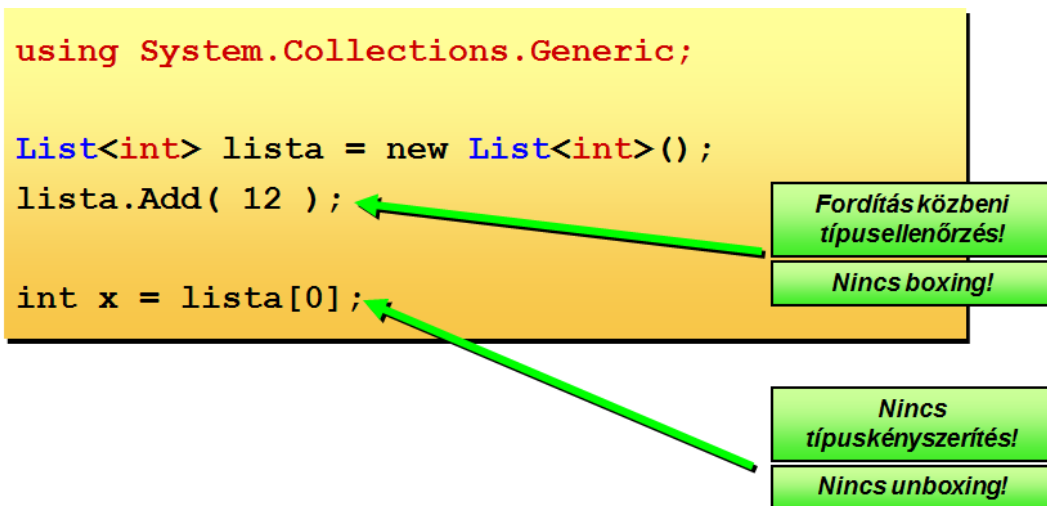 using System.Collections.Generic;
List<int> lista = new List<int>();
lista.Add( 12 );
int x = lista[0];
Fordítás közbeni
típusellenőrzés!
Nincs boxing!
Nincs
típuskényszerítés!
Nincs unboxing!